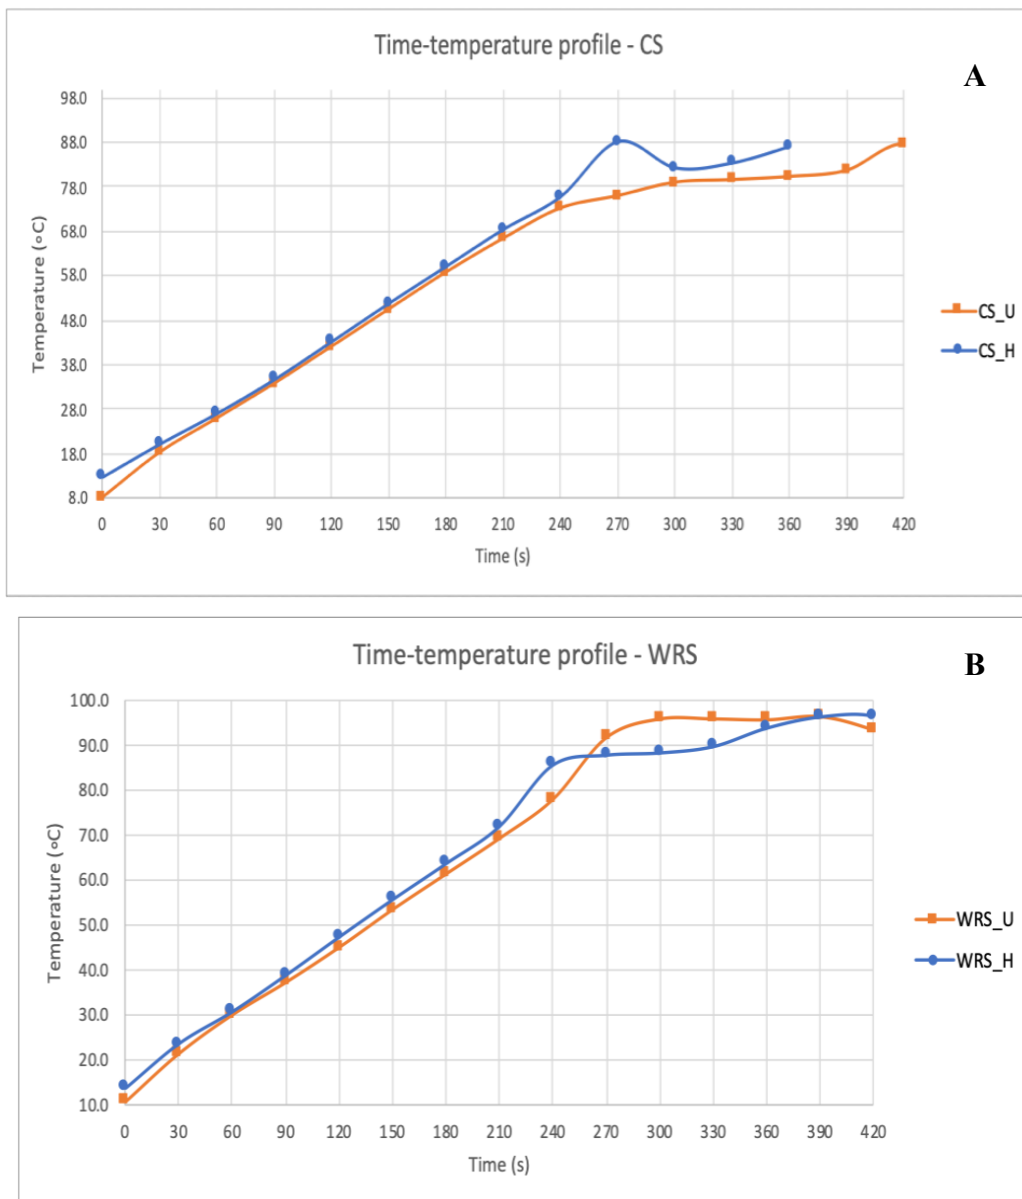 Time-temperature profile - CS
A
98.0
88.0
78.0
68.0
58.0
48.0
38.0
28.0
18.0
8.0
Temperature (∘C)
0 30 60 90 120 150 180 210 240 270 300 330 360 390 420
Time (s)
CS_U
CS_H
Time-temperature profile - WRS
B
100.0
90.0
80.0
70.0
60.0
50.0
40.0
30.0
20.0
10.0
Temperature (∘C)
0 30 60 90 120 150 180 210 240 270 300 330 360 390 420
Time (s)
WRS_U
WRS_H